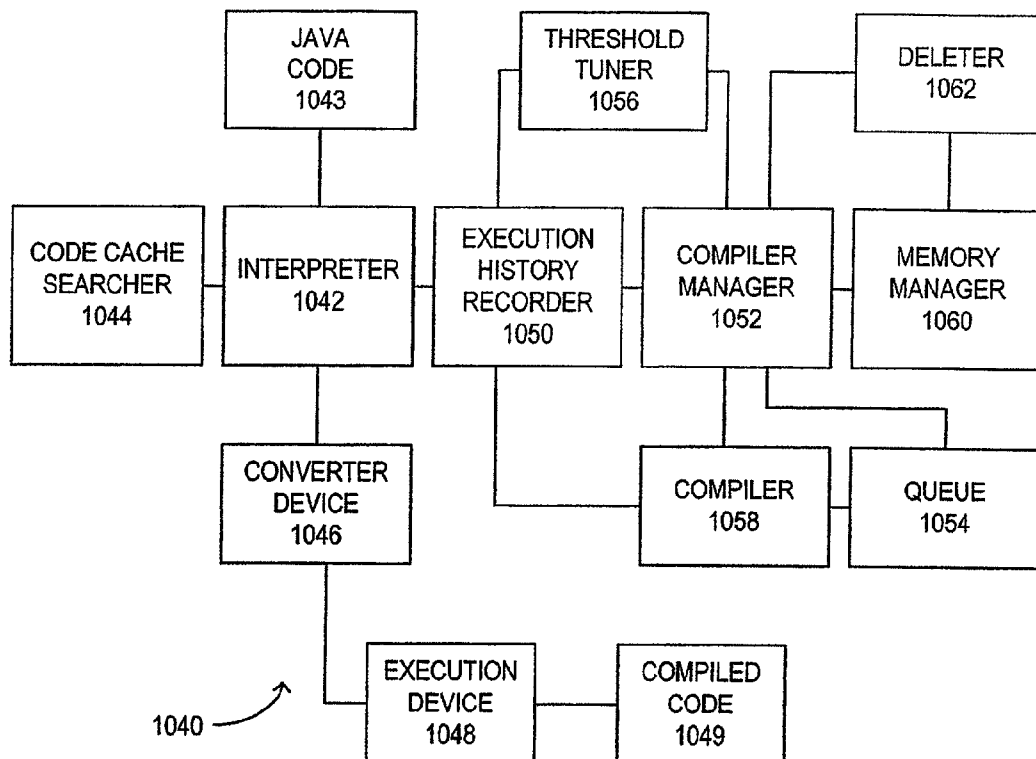 JAVA
CODE
1043
THRESHOLD
TUNER
1056
DELETER
1062
CODE CACHE
SEARCHER
1044
INTERPRETER
1042
EXECUTION
HISTORY
RECORDER
1050
COMPILER
MANAGER
1052
MEMORY
MANAGER
1060
CONVERTER
DEVICE
1046
COMPILER
1058
QUEUE
1054
1040
EXECUTION
DEVICE
1048
COMPILED
CODE
1049